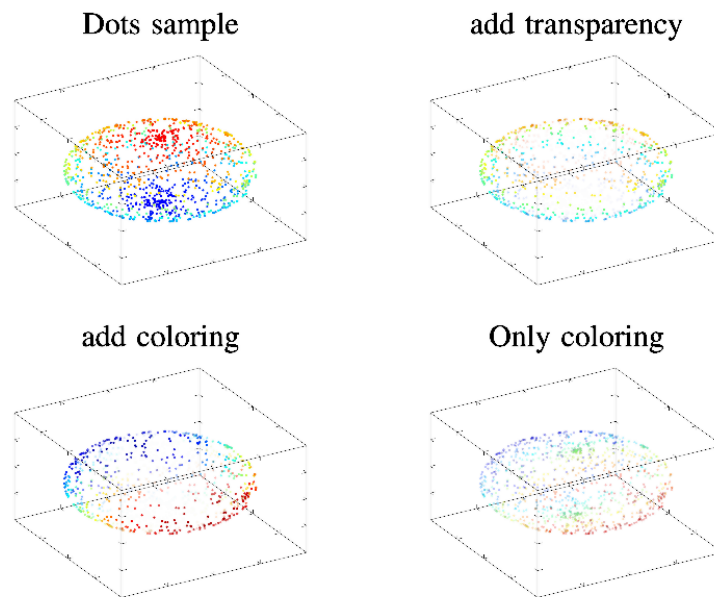 Dots sample
add transparency
add coloring
Only coloring